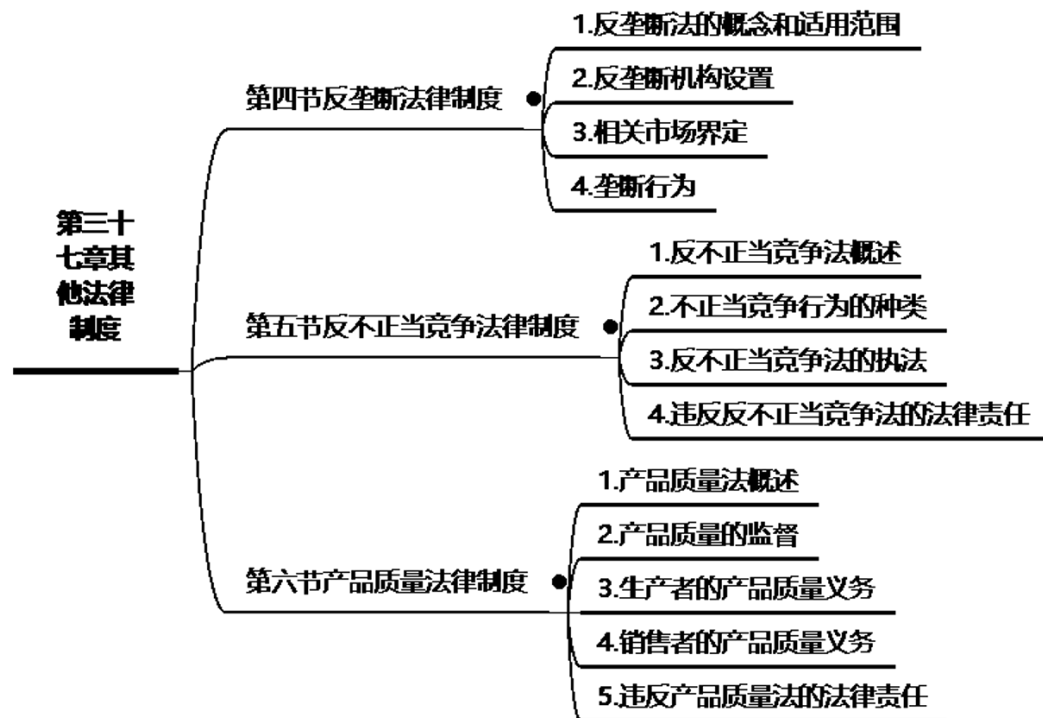 第三十
七章其
他法律
制度
第四节反垄断法律制度
1.反垄断法的概念和适用范围
2.反垄断机构设置
3.相关市场界定
4.垄断行为
第五节反不正当竞争法律制度
1.反不正当竞争法概述
2.不正当竞争行为的种类
3.反不正当竞争法的执法
4.违反反不正当竞争法的法律责任
第六节产品质量法律制度
1.产品质量法概述
2.产品质量的监督
3.生产者的产品质量义务
4.销售者的产品质量义务
5.违反产品质量法的法律责任